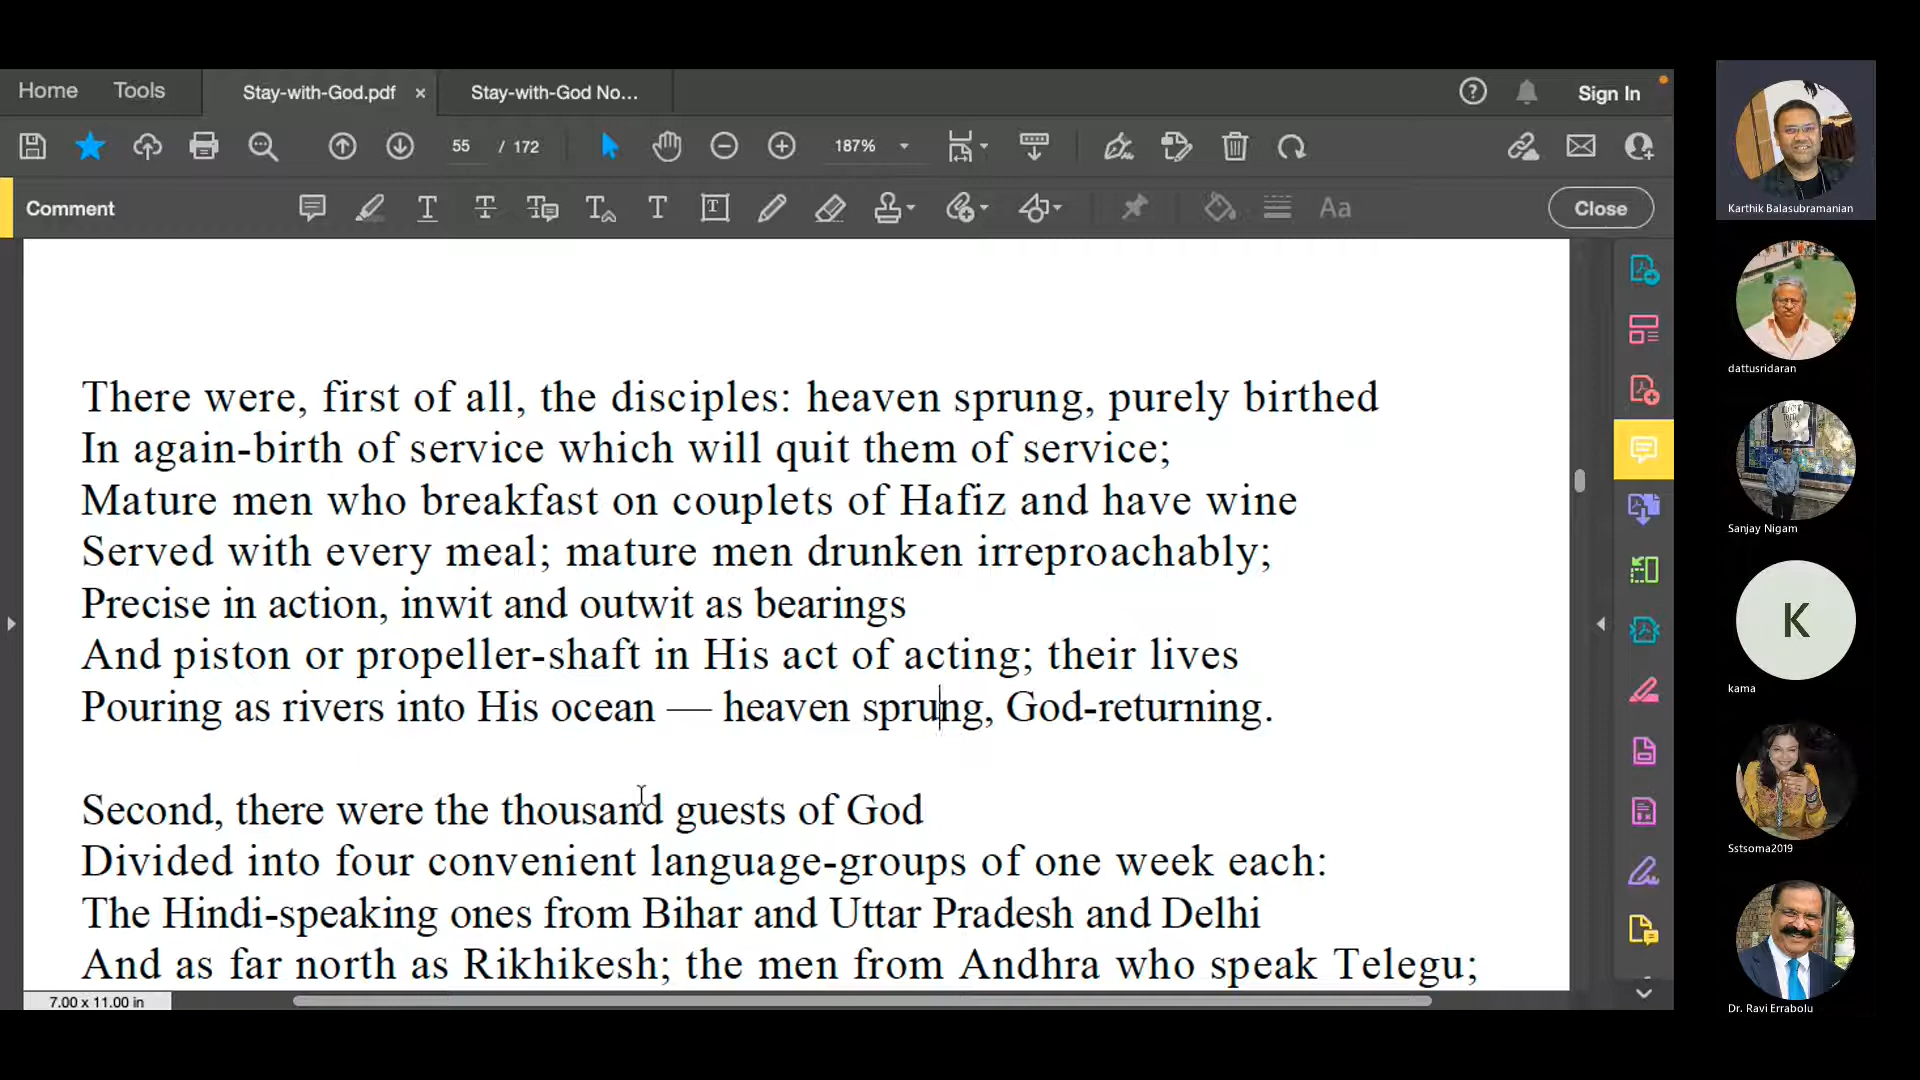 Home Tools Stay-with-God.pdf × Stay-with-God No... Sign In
55 / 172 187%
Comment Close
There were, first of all, the disciples: heaven sprung, purely birthed
In again-birth of service which will quit them of service;
Mature men who breakfast on couplets of Hafiz and have wine
Served with every meal; mature men drunken irreproachably;
Precise in action, inwit and outwit as bearings
And piston or propeller-shaft in His act of acting; their lives
Pouring as rivers into His ocean — heaven sprung, God-returning.
Second, there were the thousand guests of God
Divided into four convenient language-groups of one week each:
The Hindi-speaking ones from Bihar and Uttar Pradesh and Delhi
And as far north as Rikhikesh; the men from Andhra who speak Telegu;
7.00 x 11.00 in
Karthik Balasubramanian
dattusridaran
Sanjay Nigam
K
kama
Sstsoma2019
Dr. Ravi Errabolu